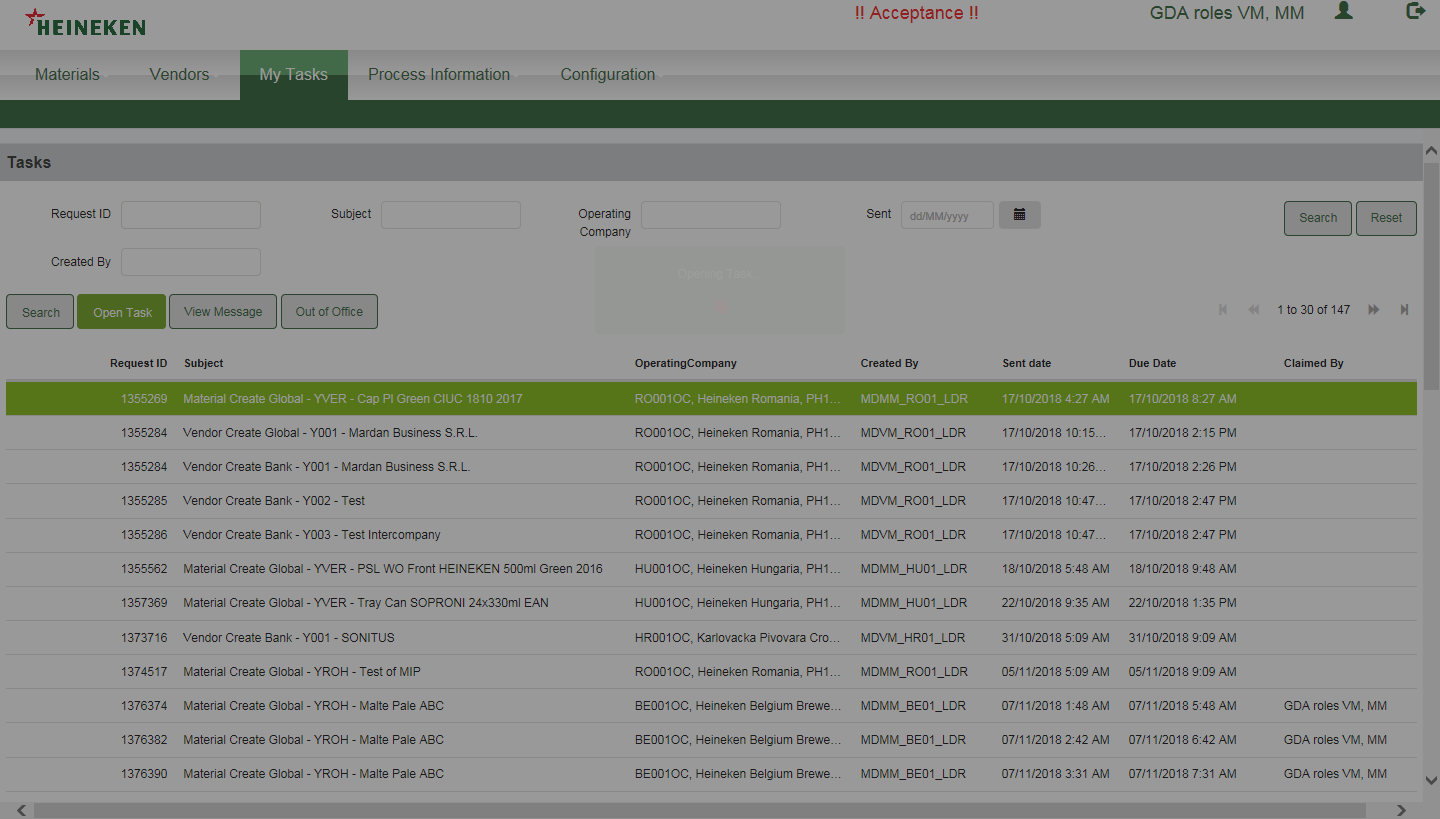 HEINEKEN
!! Acceptance !!
GDA roles VM, MM
Materials
Vendors
My Tasks
Process Information
Configuration
Tasks
Request ID
Subject
Operating Company
Sent
dd/MM/yyyy
Search
Reset
Created By
Opening Task
Search
Open Task
View Message
Out of Office
1 to 30 of 147
Request ID Subject OperatingCompany Created By Sent date Due Date Claimed By
1355269 Material Create Global - YVER - Cap Pl Green CIUC 1810 2017 RO001OC, Heineken Romania, PH1... MDMM_RO01_LDR 17/10/2018 4:27 AM 17/10/2018 8:27 AM
1355284 Vendor Create Global - Y001 - Mardan Business S.R.L. RO001OC, Heineken Romania, PH1... MDVM_RO01_LDR 17/10/2018 10:15... 17/10/2018 2:15 PM
1355284 Vendor Create Bank - Y001 - Mardan Business S.R.L. RO001OC, Heineken Romania, PH1... MDVM_RO01_LDR 17/10/2018 10:26... 17/10/2018 2:26 PM
1355285 Vendor Create Bank - Y002 - Test RO001OC, Heineken Romania, PH1... MDVM_RO01_LDR 17/10/2018 10:47... 17/10/2018 2:47 PM
1355286 Vendor Create Bank - Y003 - Test Intercompany RO001OC, Heineken Romania, PH1... MDVM_RO01_LDR 17/10/2018 10:47... 17/10/2018 2:47 PM
1355562 Material Create Global - YVER - PSL WO Front HEINEKEN 500ml Green 2016 HU001OC, Heineken Hungaria, PH1... MDMM_HU01_LDR 18/10/2018 5:48 AM 18/10/2018 9:48 AM
1357369 Material Create Global - YVER - Tray Can SOPRONI 24x330ml EAN HU001OC, Heineken Hungaria, PH1... MDMM_HU01_LDR 22/10/2018 9:35 AM 22/10/2018 1:35 PM
1373716 Vendor Create Bank - Y001 - SONITUS HR001OC, Karlovacka Pivovara Cro... MDVM_HR01_LDR 31/10/2018 5:09 AM 31/10/2018 9:09 AM
1374517 Material Create Global - YROH - Test of MIP RO001OC, Heineken Romania, PH1... MDMM_RO01_LDR 05/11/2018 5:09 AM 05/11/2018 9:09 AM
1376374 Material Create Global - YROH - Malte Pale ABC BE001OC, Heineken Belgium Brewe... MDMM_BE01_LDR 07/11/2018 1:48 AM 07/11/2018 5:48 AM GDA roles VM, MM
1376382 Material Create Global - YROH - Malte Pale ABC BE001OC, Heineken Belgium Brewe... MDMM_BE01_LDR 07/11/2018 2:42 AM 07/11/2018 6:42 AM GDA roles VM, MM
1376390 Material Create Global - YROH - Malte Pale ABC BE001OC, Heineken Belgium Brewe... MDMM_BE01_LDR 07/11/2018 3:31 AM 07/11/2018 7:31 AM GDA roles VM, MM